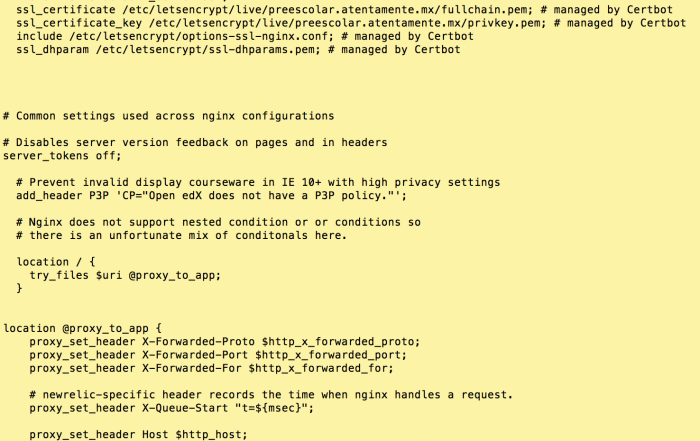 ssl_certificate /etc/letsencrypt/live/preescolar.atentamente.mx/fullchain.pem; # managed by Certbot
ssl_certificate_key /etc/letsencrypt/live/preescolar.atentamente.mx/privkey.pem; # managed by Certbot
include /etc/letsencrypt/options-ssl-nginx.conf; # managed by Certbot
ssl_dhparam /etc/letsencrypt/ssl-dhparams.pem; # managed by Certbot
# Common settings used across nginx configurations
# Disables server version feedback on pages and in headers
server_tokens off;
# Prevent invalid display courseware in IE 10+ with high privacy settings
add_header P3P 'CP="Open edX does not have a P3P policy."';
# Nginx does not support nested condition or or conditions so
# there is an unfortunate mix of conditonals here.
location / {
try_files $uri @proxy_to_app;
}
location @proxy_to_app {
proxy_set_header X-Forwarded-Proto $http_x_forwarded_proto;
proxy_set_header X-Forwarded-Port $http_x_forwarded_port;
proxy_set_header X-Forwarded-For $http_x_forwarded_for;
# newrelic-specific header records the time when nginx handles a request.
proxy_set_header X-Queue-Start "t=${msec}";
proxy_set_header Host $http_host;